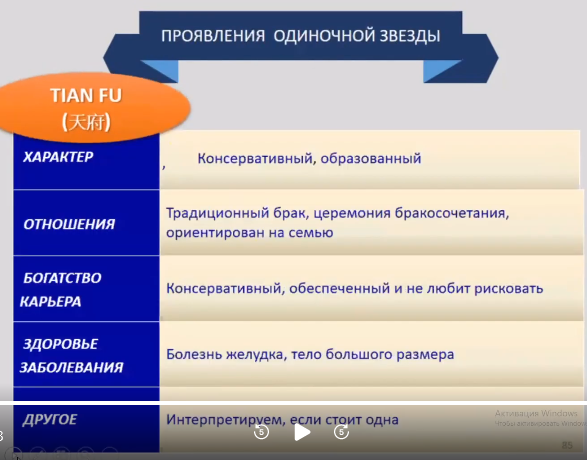 ПРОЯВЛЕНИЯ ОДИНОЧНОЙ ЗВЕЗДЫ
TIAN FU
(天府)
ХАРАКТЕР
, Консервативный, образованный
ОТНОШЕНИЯ
Традиционный брак, церемония бракосочетания,
ориентирован на семью
БОГАТСТВО
КАРЬЕРА
Консервативный, обеспеченный и не любит рисковать
ЗДОРОВЬЕ
ЗАБОЛЕВАНИЯ
Болезнь желудка, тело большого размера
ДРУГОЕ
Интерпретируем, если стоит одна
Активация Windows
5
5
85